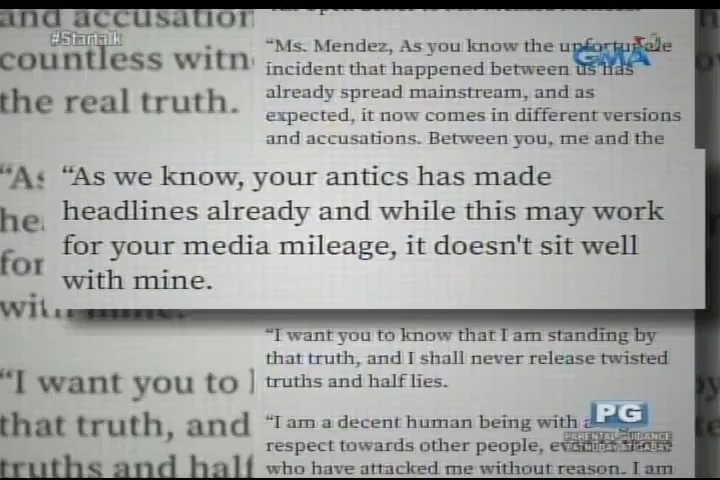 and accusation
#Startalk
countless witn
the real truth.
"Ms. Mendez, As you know the unfortunate
GMA
incident that happened between us has
already spread mainstream, and as
expected, it now comes in different versions
and accusations. Between you, me and the
"As we know, your antics has made
headlines already and while this may work
for your media mileage, it doesn't sit well
with mine.
"As
he
for
with mine.
"I want you to
that truth, and
truths and half
"I want you to know that I am standing by
that truth, and I shall never release twisted
truths and half lies.
"I am a decent human being with a
respect towards other people,
who have attacked me without reason. I am
PG
PARENTAL GUIDANCE
PATNUBAY AT GABAY